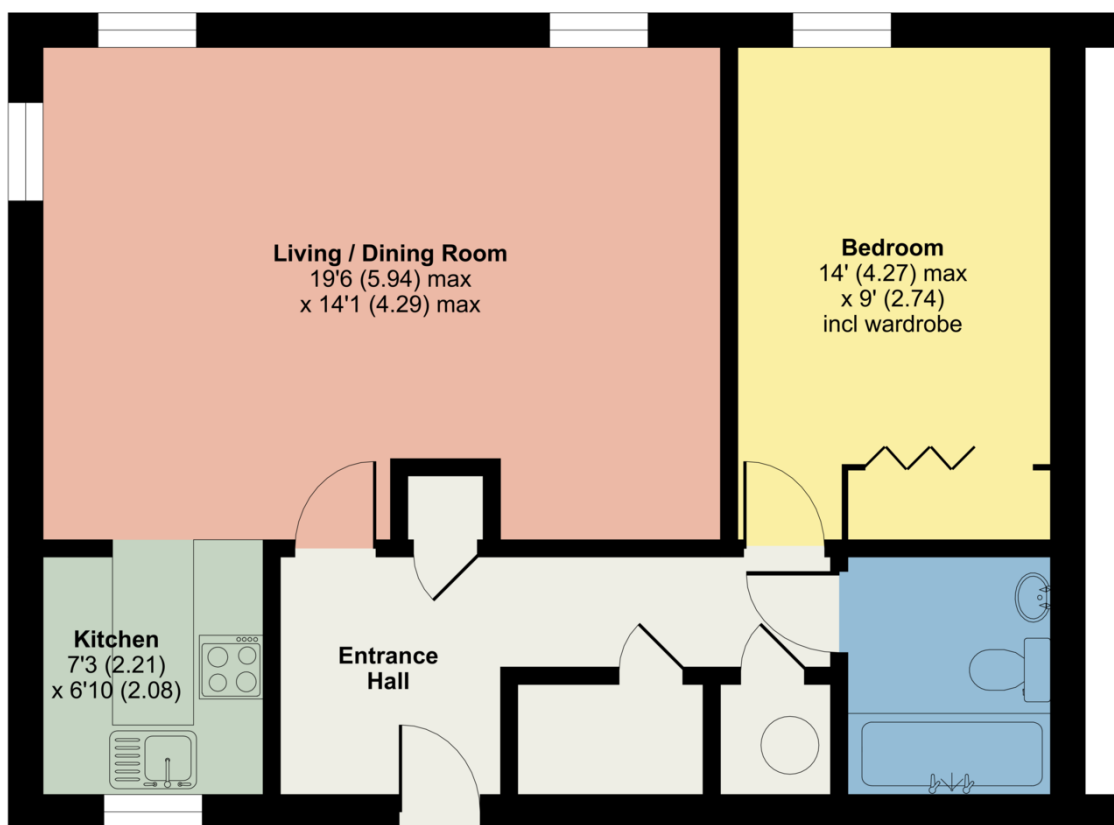 Living / Dining Room
19'6 (5.94) max
x 14'1 (4.29) max
Bedroom
14' (4.27) max
x 9' (2.74)
incl wardrobe
Kitchen
7'3 (2.21)
x 6'10 (2.08)
Entrance
Hall